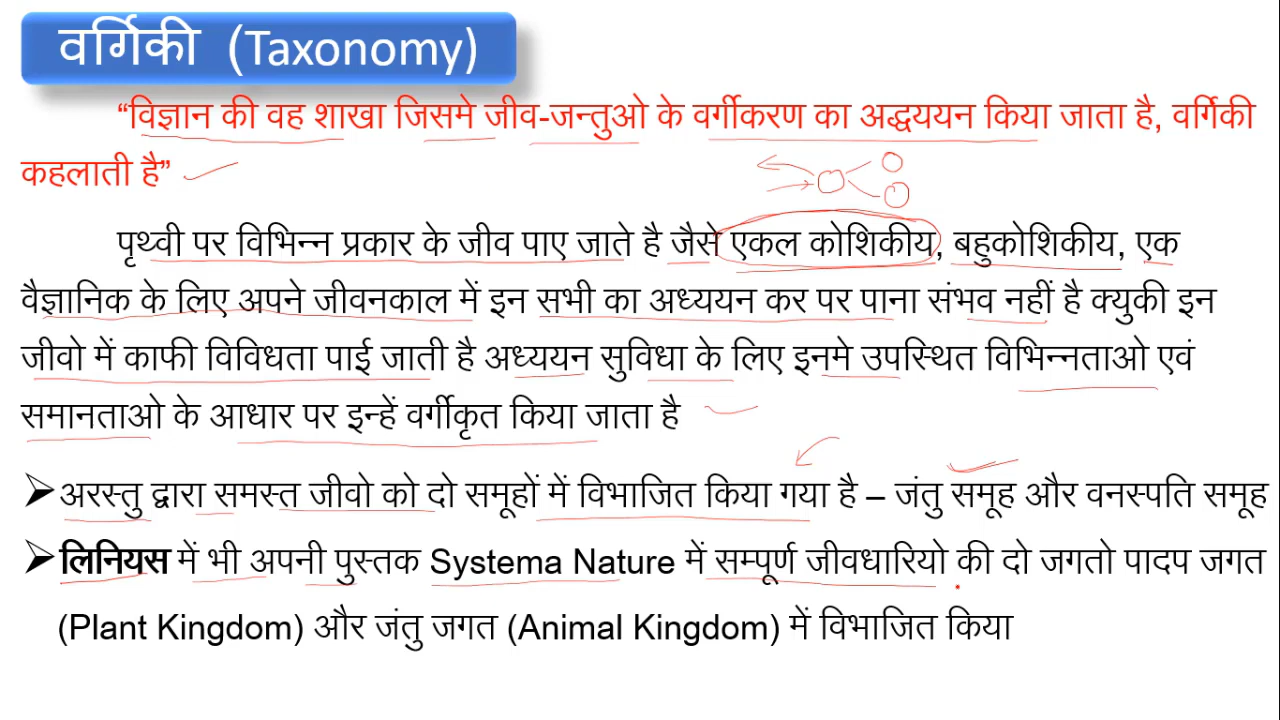 वर्गिकी (Taxonomy)
“विज्ञान की वह शाखा जिसमे जीव-जन्तुओ के वर्गीकरण का अद्धययन किया जाता है, वर्गिकी
कहलाती है”
पृथ्वी पर विभिन्न प्रकार के जीव पाए जाते है जैसे एकल कोशिकीय, बहुकोशिकीय, एक
वैज्ञानिक के लिए अपने जीवनकाल में इन सभी का अध्ययन कर पर पाना संभव नहीं है क्युकी इन
जीवो में काफी विविधता पाई जाती है अध्ययन सुविधा के लिए इनमे उपस्थित विभिन्नताओ एवं
समानताओ के आधार पर इन्हें वर्गीकृत किया जाता है
➢ अरस्तु द्वारा समस्त जीवो को दो समूहों में विभाजित किया गया है – जंतु समूह और वनस्पति समूह
➢ लिनियस में भी अपनी पुस्तक Systema Nature में सम्पूर्ण जीवधारियो की दो जगतो पादप जगत
(Plant Kingdom) और जंतु जगत (Animal Kingdom) में विभाजित किया